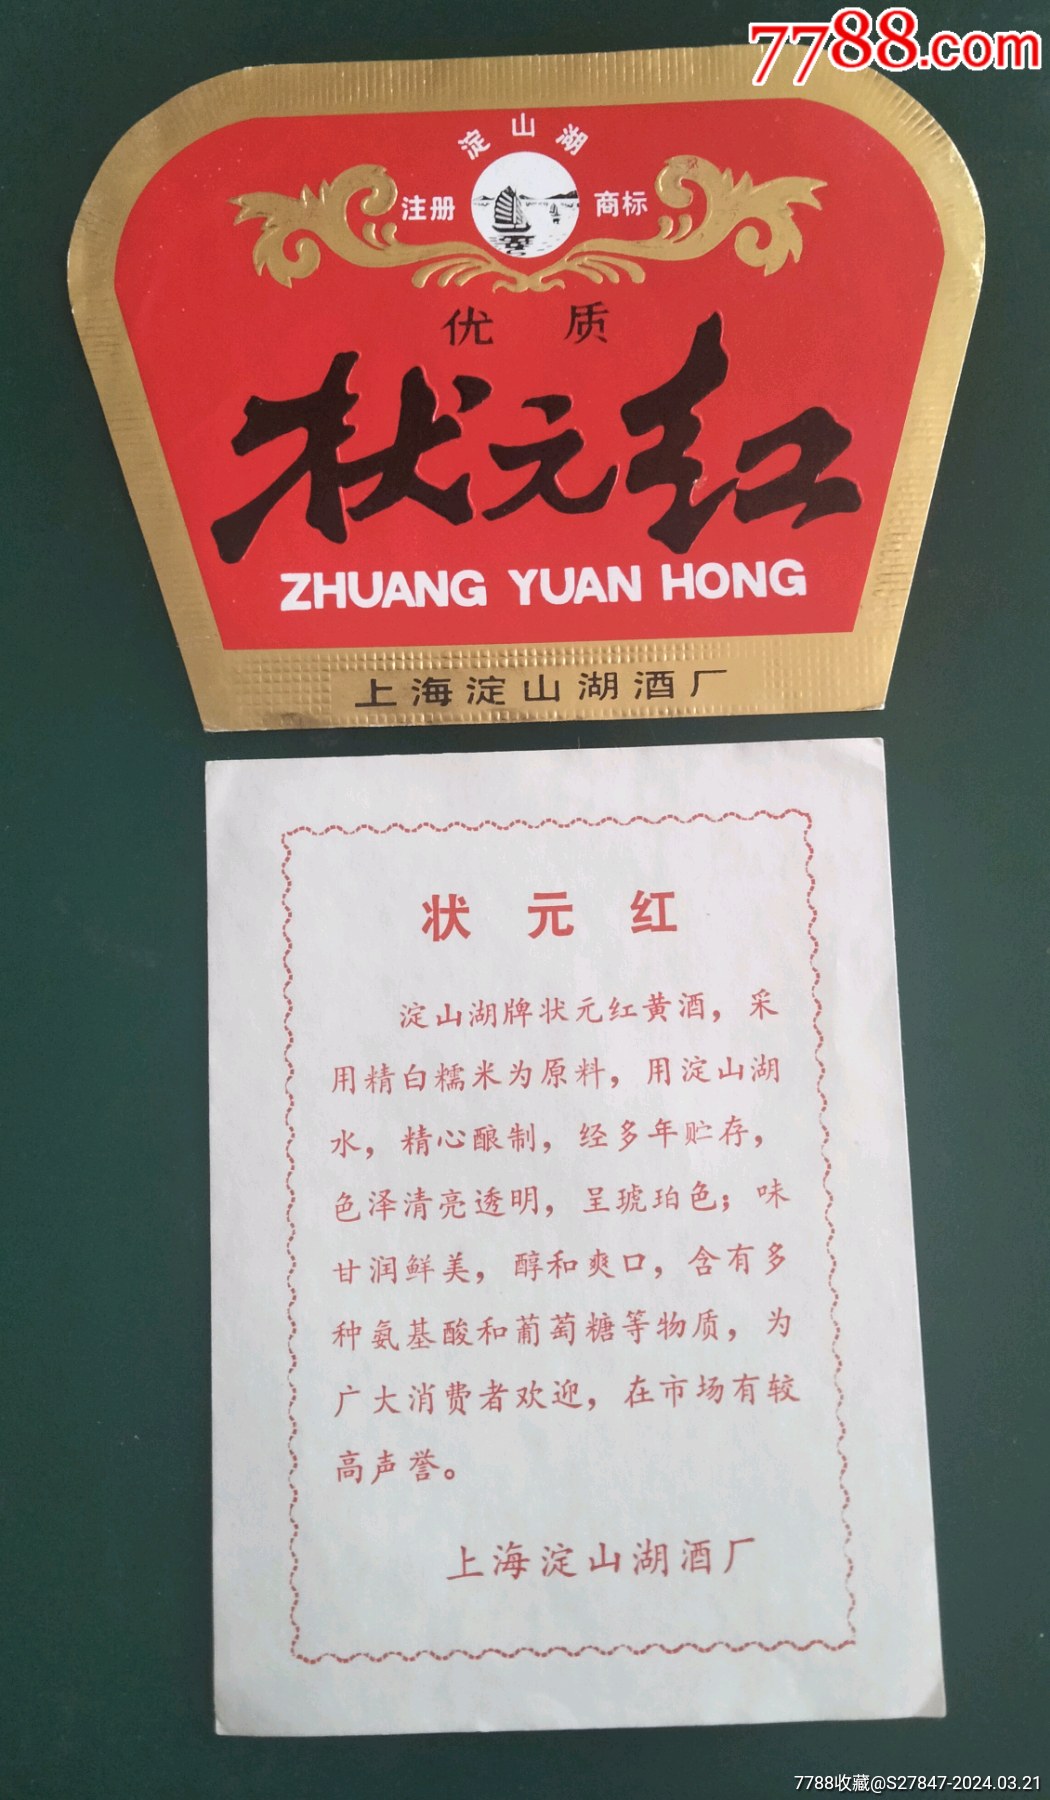 7788.com
淀山湖
注册 商标
优质
状元红
ZHUANG YUAN HONG
上海淀山湖酒厂
状元红
淀山湖牌状元红黄酒，采
用精白糯米为原料，用淀山湖
水，精心酿制，经多年贮存，
色泽清亮透明，呈琥珀色；味
甘润鲜美，醇和爽口，含有多
种氨基酸和葡萄糖等物质，为
广大消费者欢迎，在市场有较
高声誉。
上海淀山湖酒厂
7788收藏@S27847-2024.03.21